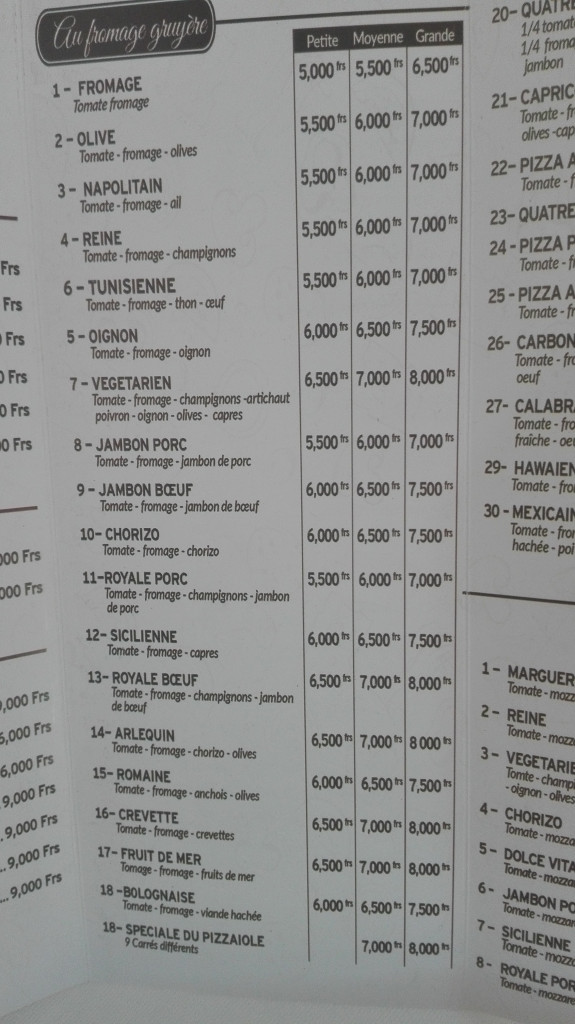 Au fromage gruyère
Petite Moyenne Grande
1 - FROMAGE 5,000 frs 5,500 frs 6,500 frs
Tomate fromage
2 - OLIVE 5,500 frs 6,000 frs 7,000 frs
Tomate - fromage - olives
3 - NAPOLITAIN 5,500 frs 6,000 frs 7,000 frs
Tomate - fromage - ail
4 - REINE 5,500 frs 6,000 frs 7,000 frs
Tomate - fromage - champignons
6 - TUNISIENNE 5,500 frs 6,000 frs 7,000 frs
Tomate - fromage - thon - œuf
5 - OIGNON 6,000 frs 6,500 frs 7,500 frs
Tomate - fromage - oignon
7 - VEGETARIEN 6,500 frs 7,000 frs 8,000 frs
Tomate - fromage - champignons -artichaut
poivron - oignon - olives - capres
8 - JAMBON PORC 5,500 frs 6,000 frs 7,000 frs
Tomate - fromage - jambon de porc
9 - JAMBON BŒUF 6,000 frs 6,500 frs 7,500 frs
Tomate - fromage - jambon de bœuf
10- CHORIZO 6,000 frs 6,500 frs 7,500 frs
Tomate - fromage - chorizo
11-ROYALE PORC 5,500 frs 6,000 frs 7,000 frs
Tomate - fromage - champignons - jambon
de porc
12- SICILIENNE 6,000 frs 6,500 frs 7,500 frs
Tomate - fromage - capres
13- ROYALE BŒUF 6,500 frs 7,000 frs 8,000 frs
Tomate - fromage - champignons - jambon
de bœuf
14- ARLEQUIN 6,500 frs 7,000 frs 8 000 frs
Tomate - fromage - chorizo - olives
15- ROMAINE 6,000 frs 6,500 frs 7,500 frs
Tomate - fromage - anchois - olives
16- CREVETTE 6,500 frs 7,000 frs 8,000 frs
Tomate - fromage - crevettes
17- FRUIT DE MER 6,500 frs 7,000 frs 8,000 frs
Tomage - fromage - fruits de mer
18 -BOLOGNAISE 6,000 frs 6,500 frs 7,500 frs
Tomate - fromage - viande hachée
18- SPECIALE DU PIZZAIOLE 7,000 frs 8,000 frs
9 Carrés différents
Frs
Frs
Frs
0 Frs
0 Frs
00 Frs
000 Frs
000 Frs
,000 Frs
5,000 Frs
6,000 Frs
9,000 Frs
9,000 Frs
9,000 Frs
9,000 Frs
20- QUATRE
1/4 tomat
1/4 froma
jambon
21- CAPRIC
Tomate - fr
olives -cap
22- PIZZA A
Tomate - f
23- QUATRE
24 - PIZZA P
Tomate - f
25 - PIZZA A
Tomate - fr
26- CARBON
Tomate - fro
oeuf
27- CALABR
Tomate - fro
fraîche - oeu
29- HAWAIEN
Tomate - fro
30 - MEXICAIN
Tomate - from
hachée - poi
1 - MARGUER
Tomate - mozz
2 - REINE
Tomate - mozza
3 - VEGETARIE
Tomte - champ
- oignon - olives
4 - CHORIZO
Tomate - mozza
5 - DOLCE VITA
Tomate - mozza
6 - JAMBON PO
Tomate - mozzar
7 - SICILIENNE
Tomate - mozz
8 - ROYALE POR
Tomate - mozzare